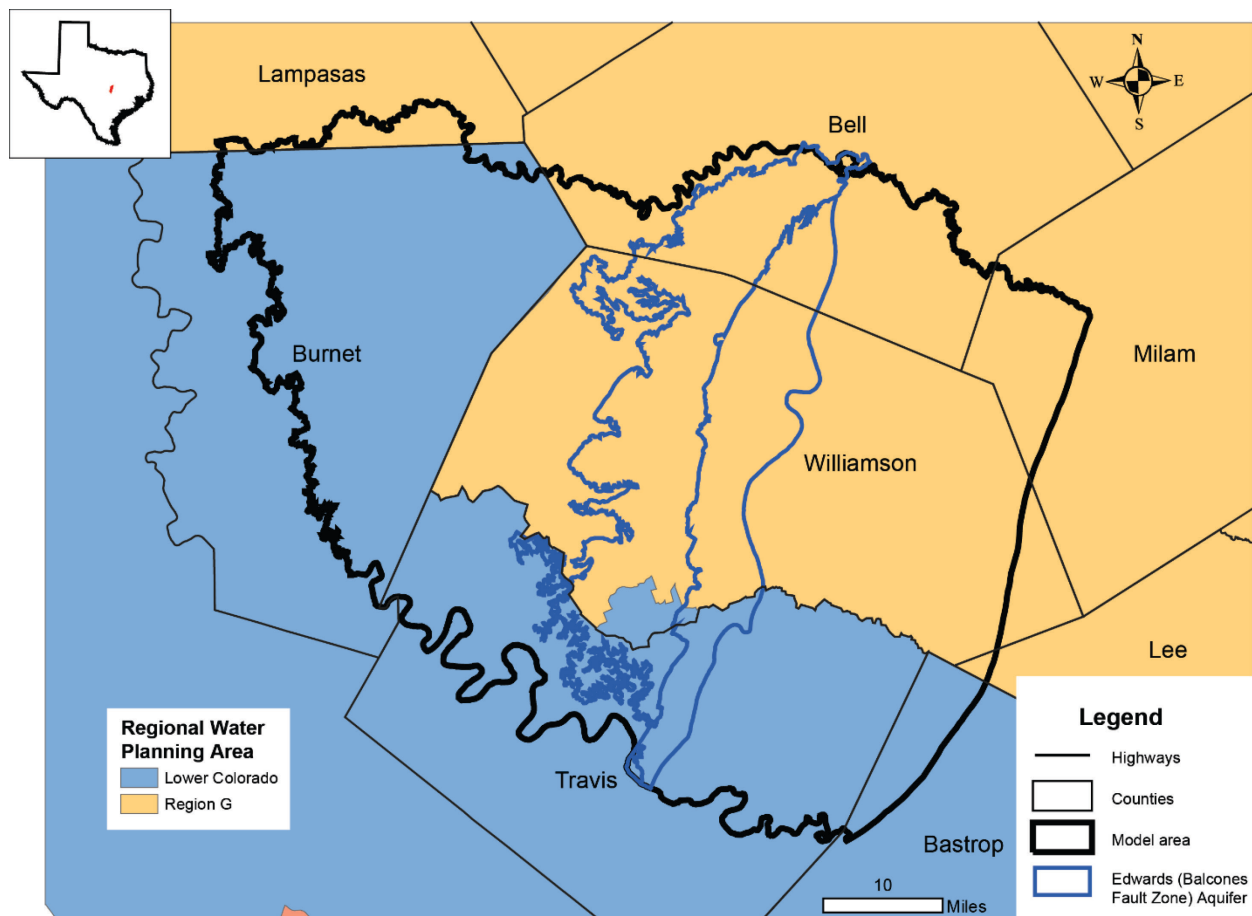 Lampasas
N
W
E
S
Bell
Burnet
Milam
Williamson
Lee
Travis
Bastrop
Regional Water
Planning Area
Lower Colorado
Region G
10
Miles
Legend
Highways
Counties
Model area
Edwards (Balcones
Fault Zone) Aquifer